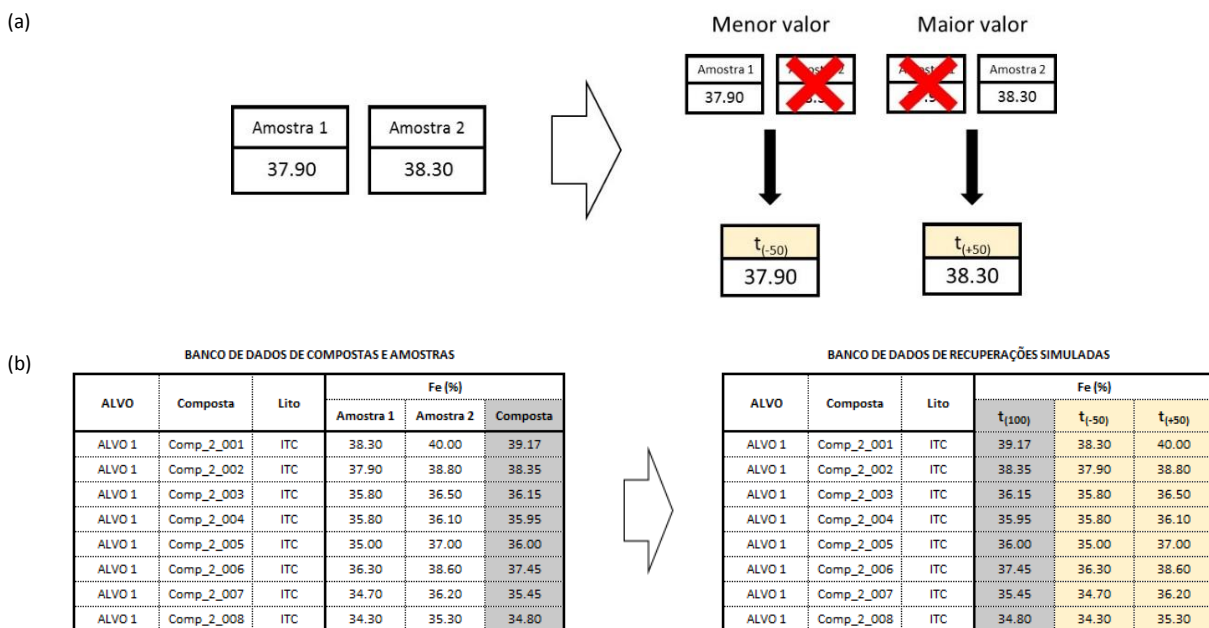 (a)
Menor valor Maior valor
Amostra 1 Amostra 2
37.90 38.30
Amostra 1 Amostra 2
37.90 38.30
t(-50) t(+50)
37.90 38.30
(b)
BANCO DE DADOS DE COMPOSTAS E AMOSTRAS
ALVO Composta Lito Fe (%)
Amostra 1 Amostra 2 Composta
ALVO 1 Comp_2_001 ITC 38.30 40.00 39.17
ALVO 1 Comp_2_002 ITC 37.90 38.80 38.35
ALVO 1 Comp_2_003 ITC 35.80 36.50 36.15
ALVO 1 Comp_2_004 ITC 35.80 36.10 35.95
ALVO 1 Comp_2_005 ITC 35.00 37.00 36.00
ALVO 1 Comp_2_006 ITC 36.30 38.60 37.45
ALVO 1 Comp_2_007 ITC 34.70 36.20 35.45
ALVO 1 Comp_2_008 ITC 34.30 35.30 34.80
BANCO DE DADOS DE RECUPERAÇÕES SIMULADAS
ALVO Composta Lito Fe (%)
t(100) t(-50) t(+50)
ALVO 1 Comp_2_001 ITC 39.17 38.30 40.00
ALVO 1 Comp_2_002 ITC 38.35 37.90 38.80
ALVO 1 Comp_2_003 ITC 36.15 35.80 36.50
ALVO 1 Comp_2_004 ITC 35.95 35.80 36.10
ALVO 1 Comp_2_005 ITC 36.00 35.00 37.00
ALVO 1 Comp_2_006 ITC 37.45 36.30 38.60
ALVO 1 Comp_2_007 ITC 35.45 34.70 36.20
ALVO 1 Comp_2_008 ITC 34.80 34.30 35.30